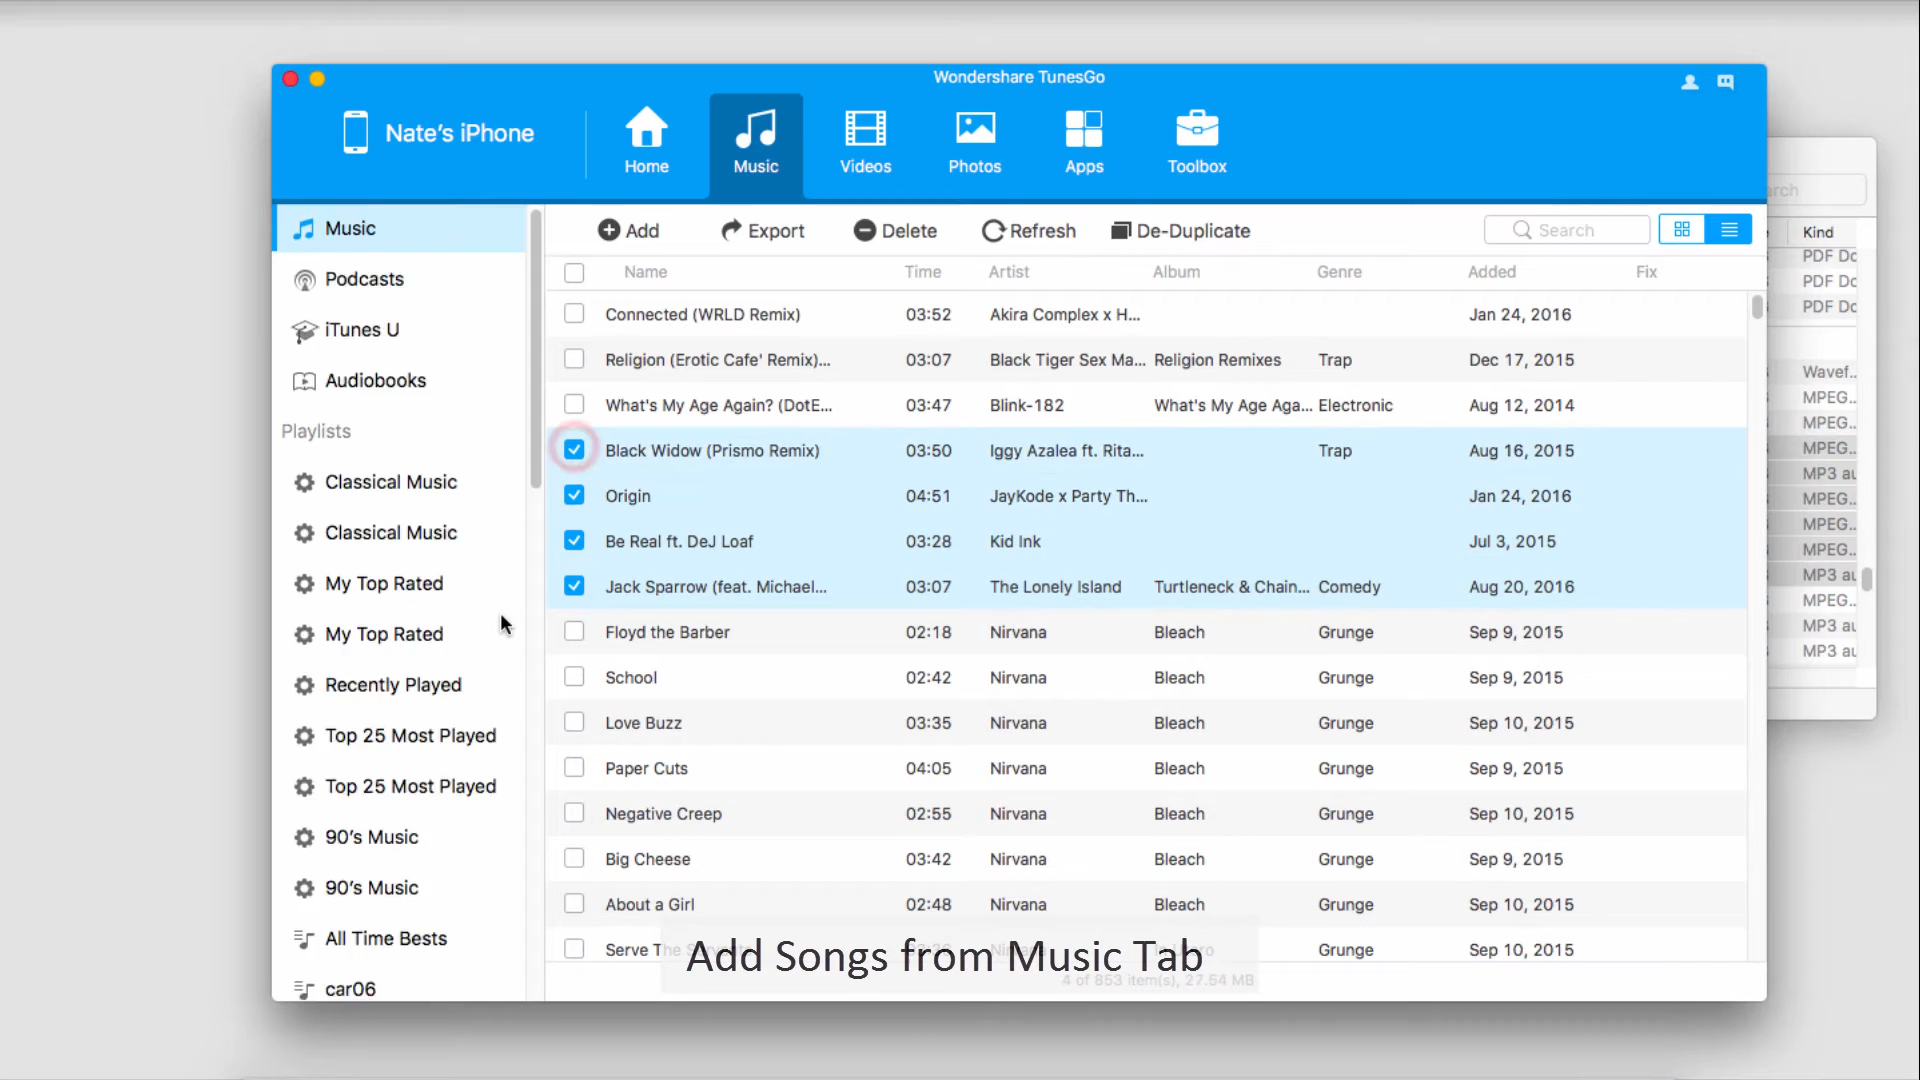 Wondershare TunesGo
Nate's iPhone
Home
Music
Videos
Photos
Apps
Toolbox
Music
Podcasts
iTunes U
Audiobooks
Playlists
Classical Music
Classical Music
My Top Rated
My Top Rated
Recently Played
Top 25 Most Played
Top 25 Most Played
90's Music
90's Music
All Time Bests
car06
Add Export Delete Refresh De-Duplicate Search
Name Time Artist Album Genre Added Fix
Connected (WRLD Remix) 03:52 Akira Complex x H... Jan 24, 2016
Religion (Erotic Cafe' Remix)... 03:07 Black Tiger Sex Ma... Religion Remixes Trap Dec 17, 2015
What's My Age Again? (DotE... 03:47 Blink-182 What's My Age Aga... Electronic Aug 12, 2014
Black Widow (Prismo Remix) 03:50 Iggy Azalea ft. Rita... Trap Aug 16, 2015
Origin 04:51 JayKode x Party Th... Jan 24, 2016
Be Real ft. DeJ Loaf 03:28 Kid Ink Jul 3, 2015
Jack Sparrow (feat. Michael... 03:07 The Lonely Island Turtleneck & Chain... Comedy Aug 20, 2016
Floyd the Barber 02:18 Nirvana Bleach Grunge Sep 9, 2015
School 02:42 Nirvana Bleach Grunge Sep 9, 2015
Love Buzz 03:35 Nirvana Bleach Grunge Sep 10, 2015
Paper Cuts 04:05 Nirvana Bleach Grunge Sep 9, 2015
Negative Creep 02:55 Nirvana Bleach Grunge Sep 10, 2015
Big Cheese 03:42 Nirvana Bleach Grunge Sep 9, 2015
About a Girl 02:48 Nirvana Bleach Grunge Sep 10, 2015
Serve Grunge Sep 10, 2015
Add Songs from Music Tab
4 of 853 item(s), 27.54 MB
Kind
PDF Do
PDF Do
PDF Do
Wavef..
MPEG..
MPEG..
MPEG..
MP3 au
MPEG..
MPEG..
MPEG..
MP3 au
MPEG..
MP3 au
MP3 au